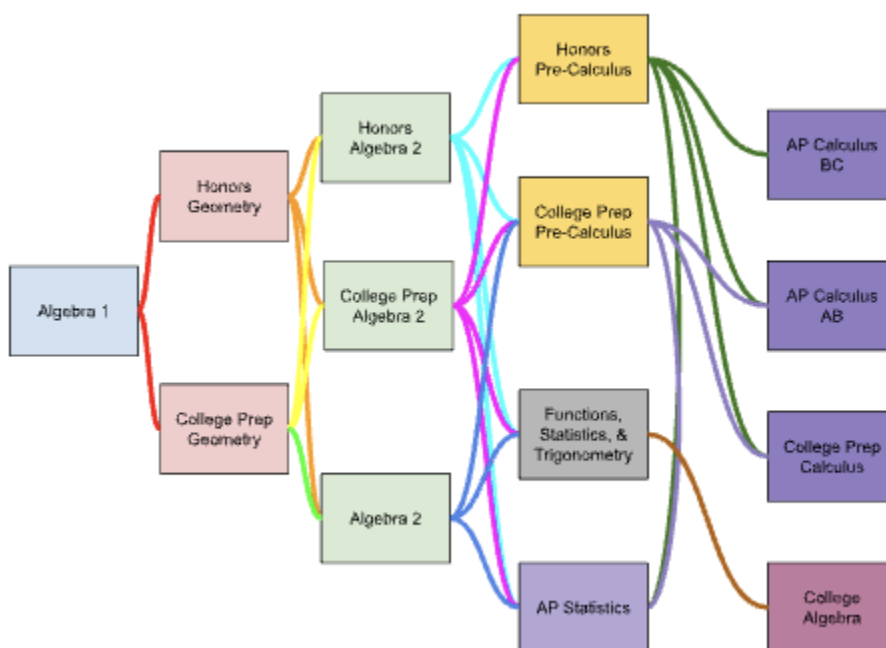 Algebra 1
Honors
Geometry
College Prep
Geometry
Honors
Algebra 2
College Prep
Algebra 2
Algebra 2
Honors
Pre-Calculus
College Prep
Pre-Calculus
Functions,
Statistics, &
Trigonometry
AP Statistics
AP Calculus
BC
AP Calculus
AB
College Prep
Calculus
College
Algebra